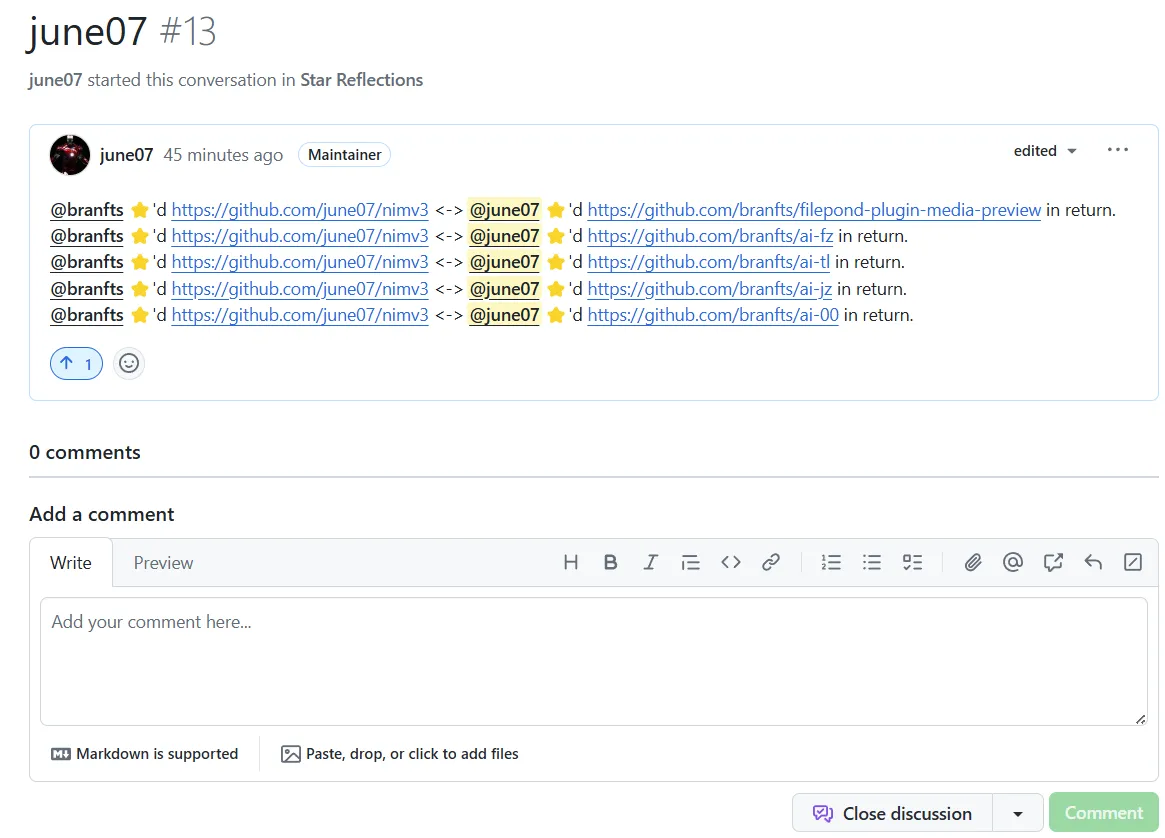 june07 #13
june07 started this conversation in Star Reflections
june07 45 minutes ago Maintainer edited
@branfts ⭐'d https://github.com/june07/nimv3 <-> @june07 ⭐'d https://github.com/branfts/filepond-plugin-media-preview in return.
@branfts ⭐'d https://github.com/june07/nimv3 <-> @june07 ⭐'d https://github.com/branfts/ai-fz in return.
@branfts ⭐'d https://github.com/june07/nimv3 <-> @june07 ⭐'d https://github.com/branfts/ai-tl in return.
@branfts ⭐'d https://github.com/june07/nimv3 <-> @june07 ⭐'d https://github.com/branfts/ai-jz in return.
@branfts ⭐'d https://github.com/june07/nimv3 <-> @june07 ⭐'d https://github.com/branfts/ai-00 in return.
↑ 1
0 comments
Add a comment
Write Preview
Add your comment here...
Markdown is supported Paste, drop, or click to add files
Close discussion Comment